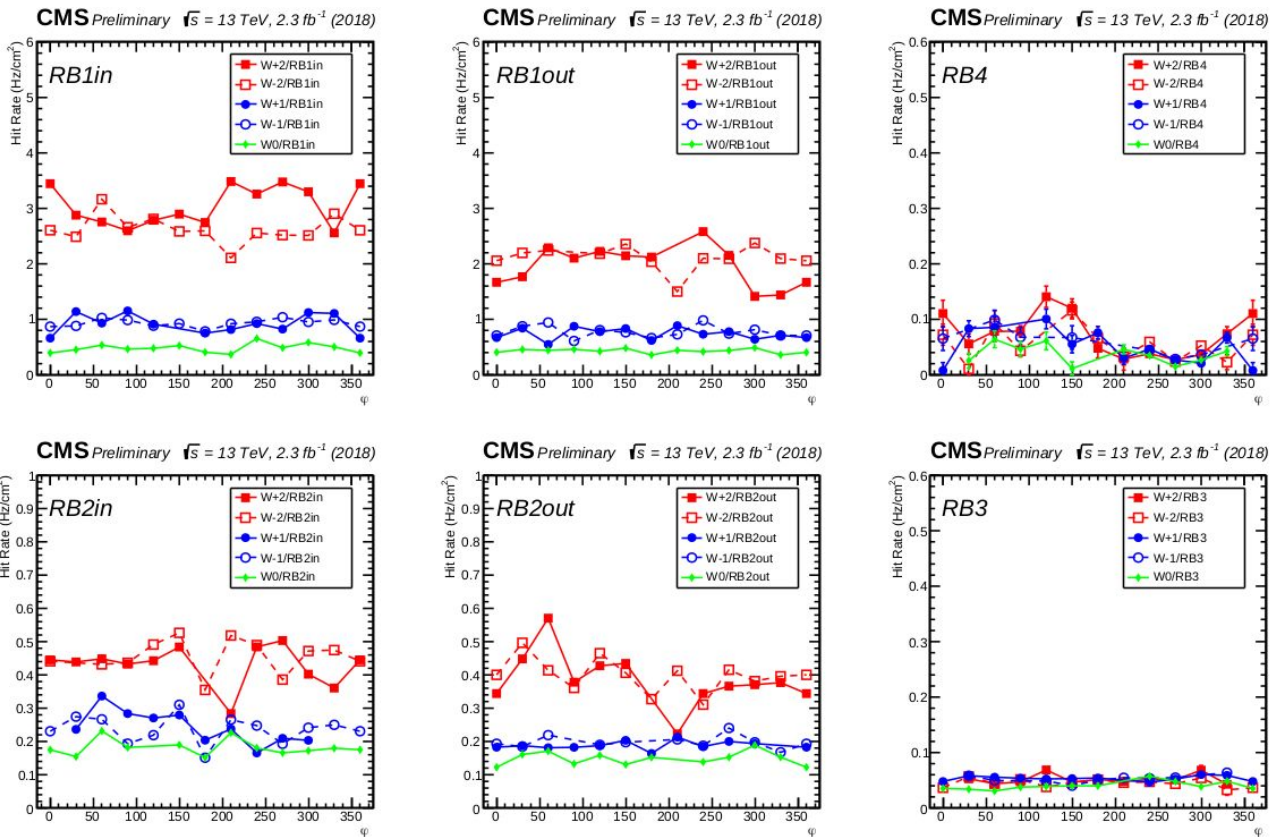 CMS Preliminary √s = 13 TeV, 2.3 fb⁻¹ (2018)
Hit Rate (Hz/cm²)
RB1in
W+2/RB1in
W-2/RB1in
W+1/RB1in
W-1/RB1in
W0/RB1in
6
5
4
3
2
1
0
0 50 100 150 200 250 300 350
φ
CMS Preliminary √s = 13 TeV, 2.3 fb⁻¹ (2018)
Hit Rate (Hz/cm²)
RB1out
W+2/RB1out
W-2/RB1out
W+1/RB1out
W-1/RB1out
W0/RB1out
6
5
4
3
2
1
0
0 50 100 150 200 250 300 350
φ
CMS Preliminary √s = 13 TeV, 2.3 fb⁻¹ (2018)
Hit Rate (Hz/cm²)
RB4
W+2/RB4
W-2/RB4
W+1/RB4
W-1/RB4
W0/RB4
0.6
0.5
0.4
0.3
0.2
0.1
0
0 50 100 150 200 250 300 350
φ
CMS Preliminary √s = 13 TeV, 2.3 fb⁻¹ (2018)
Hit Rate (Hz/cm²)
RB2in
W+2/RB2in
W-2/RB2in
W+1/RB2in
W-1/RB2in
W0/RB2in
1
0.9
0.8
0.7
0.6
0.5
0.4
0.3
0.2
0.1
0
0 50 100 150 200 250 300 350
φ
CMS Preliminary √s = 13 TeV, 2.3 fb⁻¹ (2018)
Hit Rate (Hz/cm²)
RB2out
W+2/RB2out
W-2/RB2out
W+1/RB2out
W-1/RB2out
W0/RB2out
1
0.9
0.8
0.7
0.6
0.5
0.4
0.3
0.2
0.1
0
0 50 100 150 200 250 300 350
φ
CMS Preliminary √s = 13 TeV, 2.3 fb⁻¹ (2018)
Hit Rate (Hz/cm²)
RB3
W+2/RB3
W-2/RB3
W+1/RB3
W-1/RB3
W0/RB3
0.6
0.5
0.4
0.3
0.2
0.1
0
0 50 100 150 200 250 300 350
φ